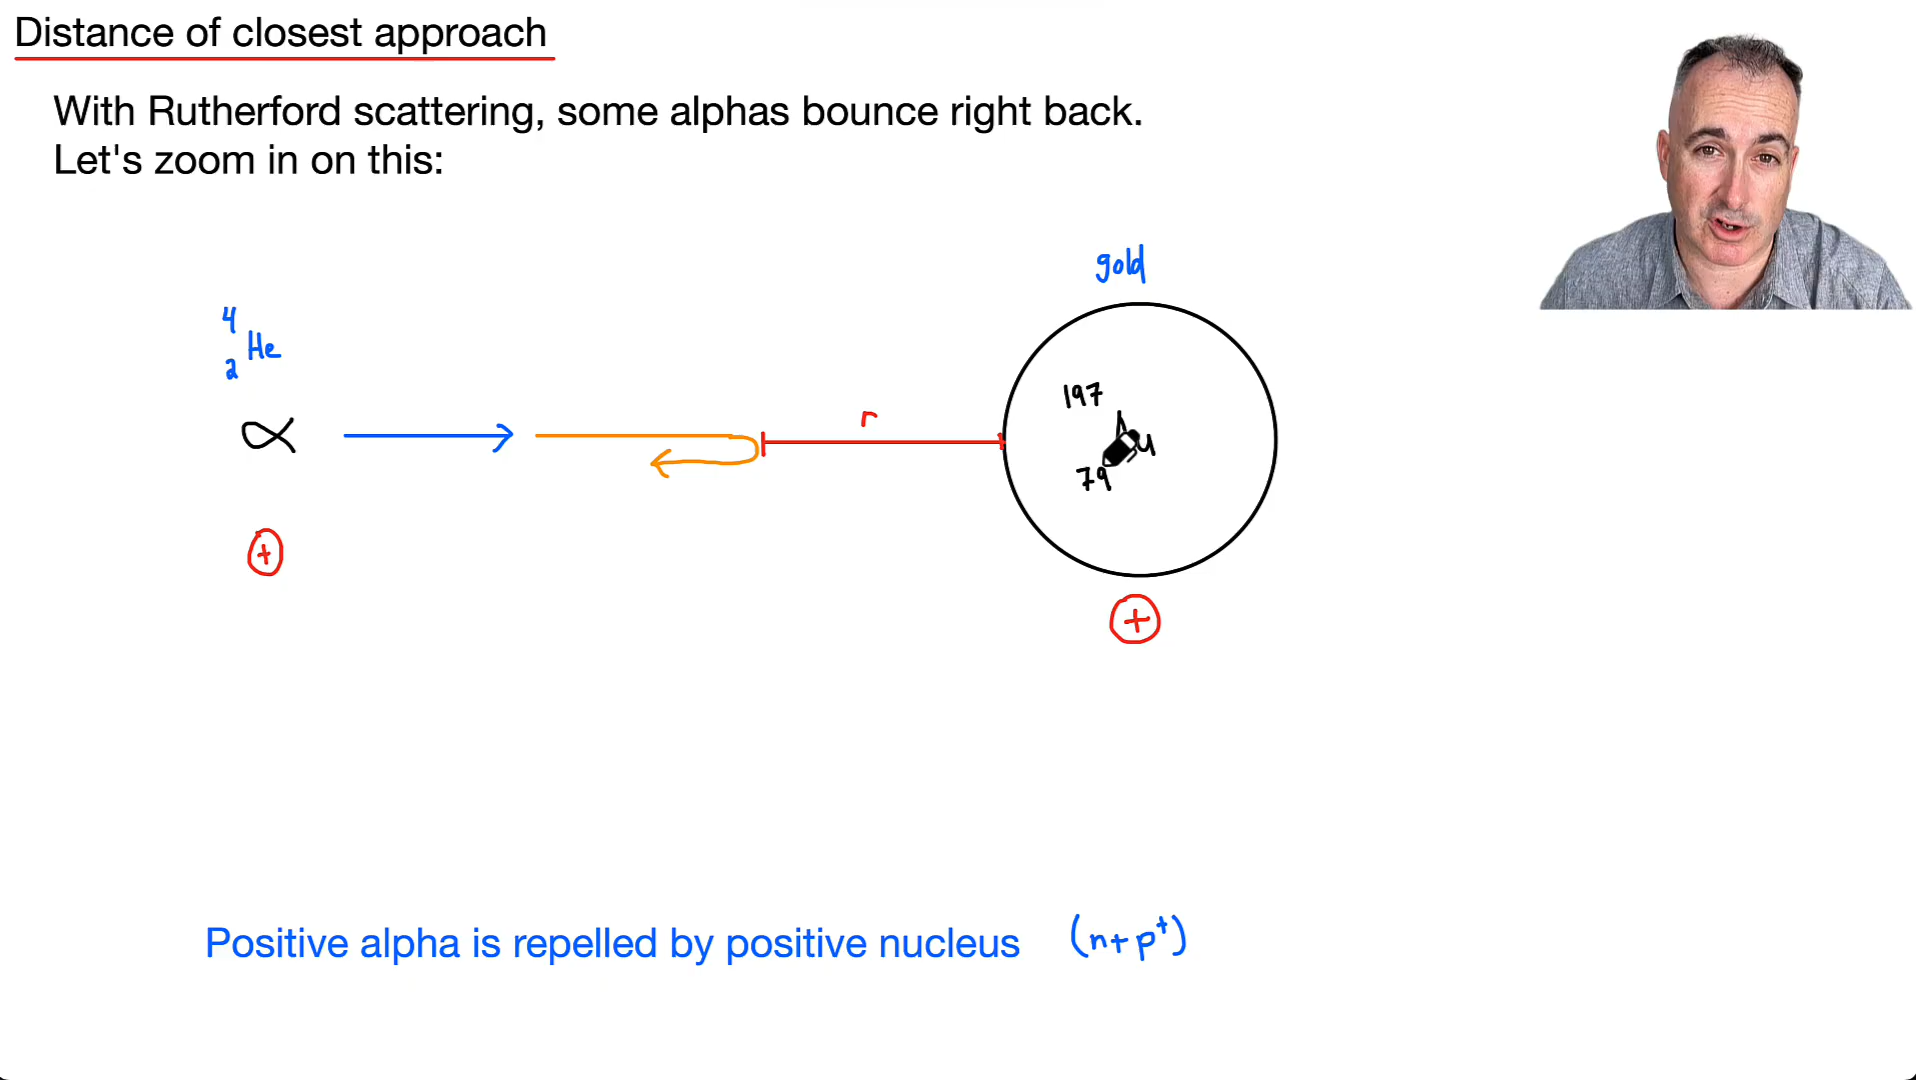 Distance of closest approach
With Rutherford scattering, some alphas bounce right back.
Let's zoom in on this:
gold
4
He
2
197
α
r
79
+
+
Positive alpha is repelled by positive nucleus (n+p⁺)